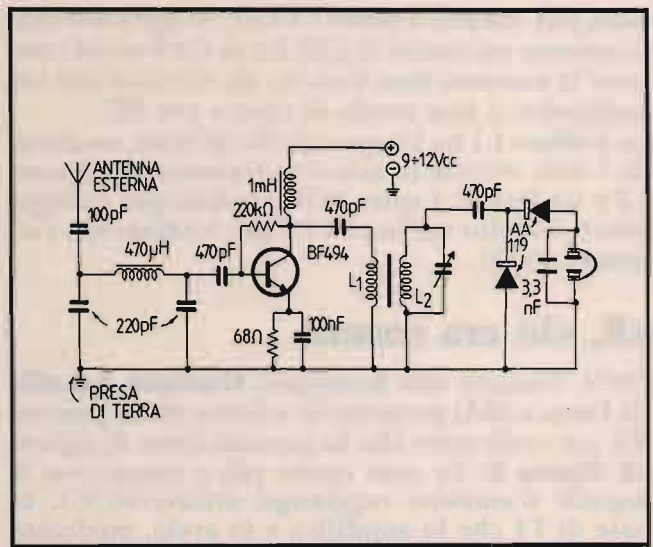 ANTENNA
ESTERNA
100pF
470µH
220pF
470pF
220kΩ
1mH
BF494
68Ω
100nF
9÷12Vcc
470pF
L1
L2
470pF
AA
119
3,3
nF
PRESA
DI TERRA